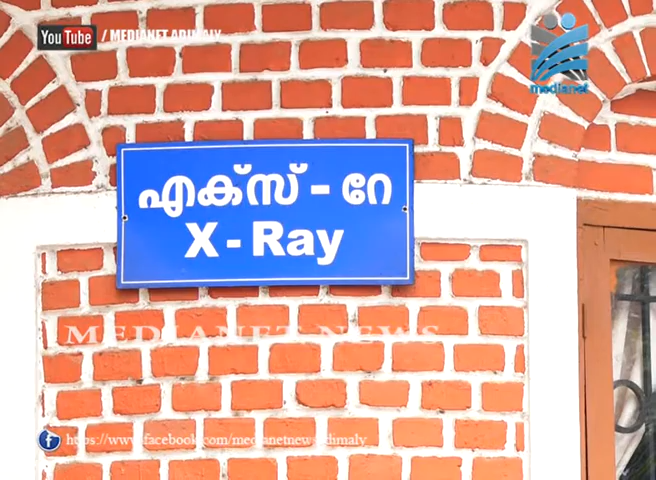 YouTube / MEDIANET ADIMALY
medianet
എക്സ് - റേ
X - Ray
MEDIANET NEWS
https://www.facebook.com/medianetnewsadimaly